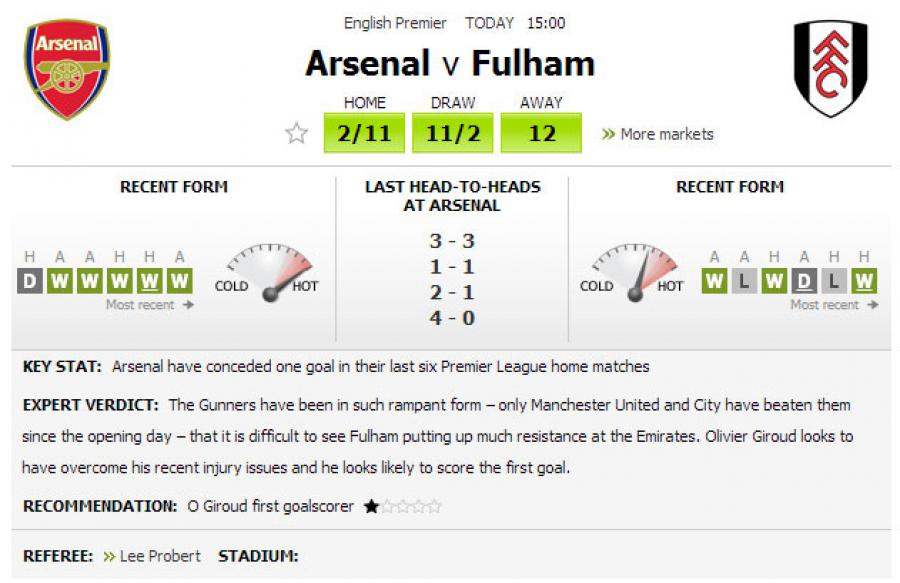 English Premier TODAY 15:00
Arsenal
Arsenal v Fulham
FFC
HOME DRAW AWAY
2/11 11/2 12 » More markets
RECENT FORM
LAST HEAD-TO-HEADS
AT ARSENAL
RECENT FORM
H A A H H A
D W W W W W
Most recent
COLD HOT
3 - 3
1 - 1
2 - 1
4 - 0
COLD HOT
A A H A H H
W L W D L W
Most recent
KEY STAT: Arsenal have conceded one goal in their last six Premier League home matches
EXPERT VERDICT: The Gunners have been in such rampant form – only Manchester United and City have beaten them
since the opening day – that it is difficult to see Fulham putting up much resistance at the Emirates. Olivier Giroud looks to
have overcome his recent injury issues and he looks likely to score the first goal.
RECOMMENDATION: O Giroud first goalscorer
REFEREE: » Lee Probert STADIUM: